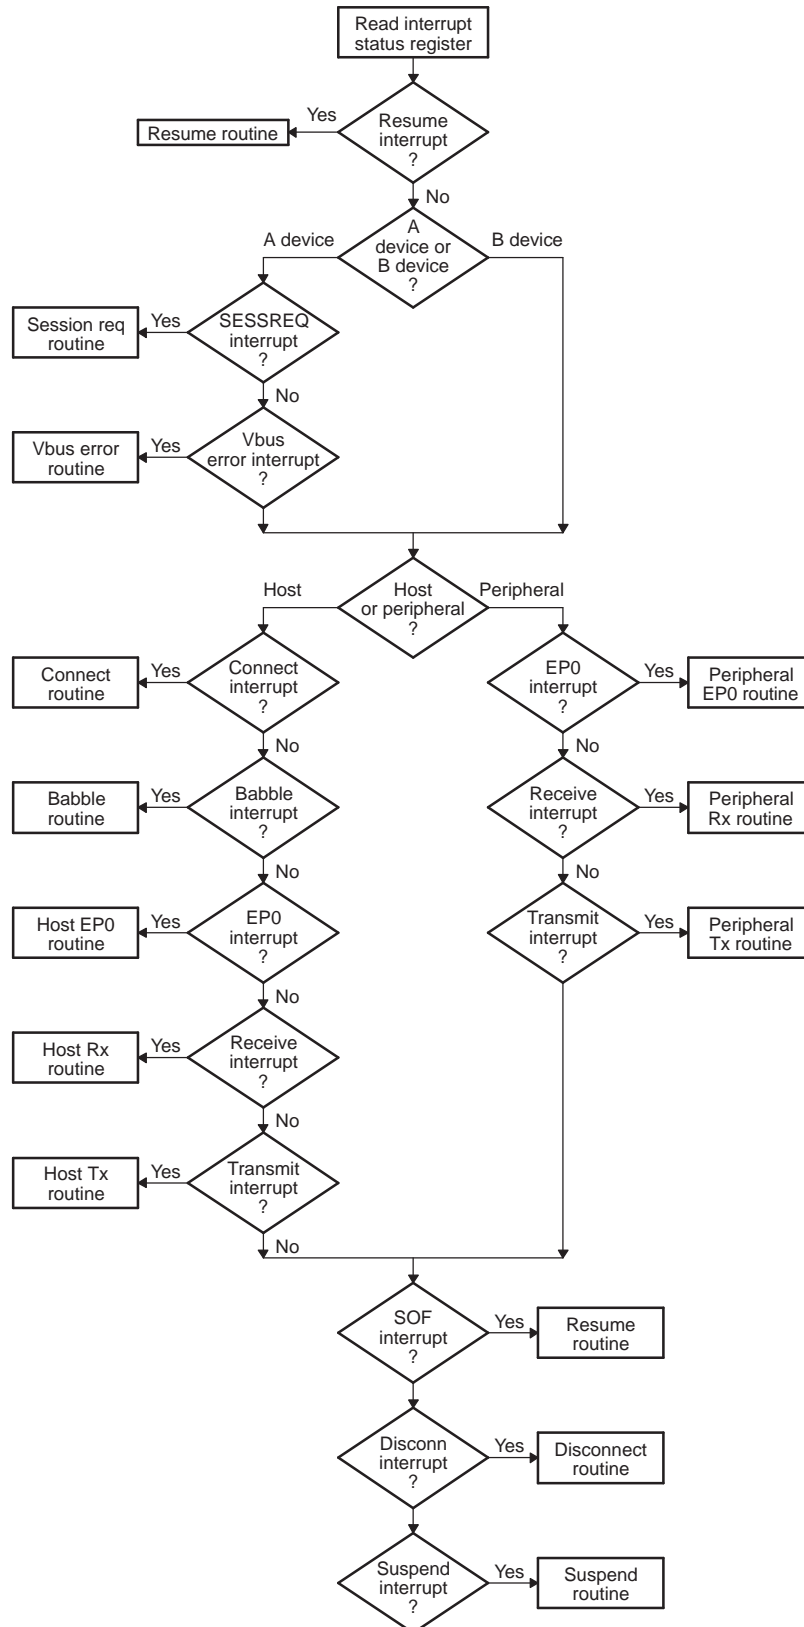 Read interrupt
status register
Yes
Resume routine
Resume
interrupt
?
No
A device
A
device or
B device
?
B device
Session req
routine
Yes
SESSREQ
interrupt
?
No
Vbus error
routine
Yes
Vbus
error interrupt
?
Host
Host
or peripheral
?
Peripheral
Connect
routine
Yes
Connect
interrupt
?
No
EP0
interrupt
?
Yes
Peripheral
EP0 routine
No
Babble
routine
Yes
Babble
interrupt
?
No
Receive
interrupt
?
Yes
Peripheral
Rx routine
No
Host EP0
routine
Yes
EP0
interrupt
?
No
Transmit
interrupt
?
Yes
Peripheral
Tx routine
Host Rx
routine
Yes
Receive
interrupt
?
No
Host Tx
routine
Yes
Transmit
interrupt
?
No
SOF
interrupt
?
Yes
Resume
routine
Disconn
interrupt
?
Yes
Disconnect
routine
Suspend
interrupt
?
Yes
Suspend
routine